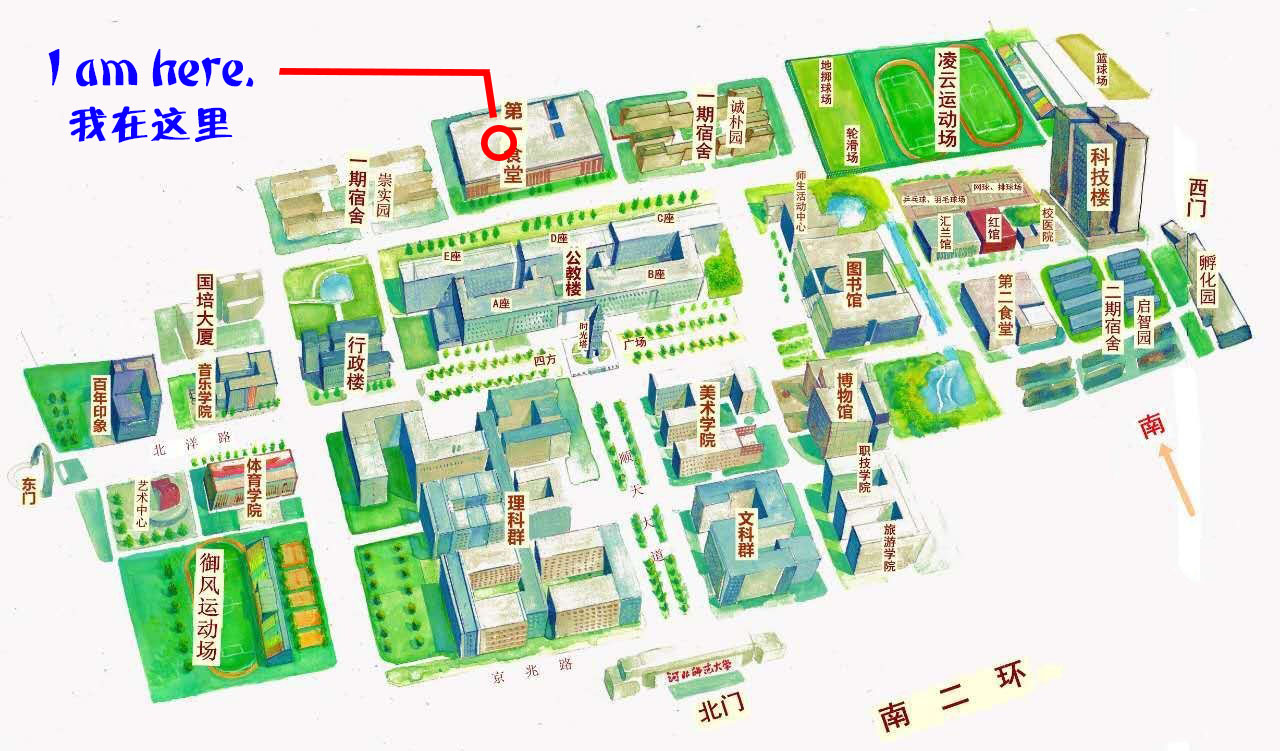 I am here.
我在这里
第一食堂
一期宿舍
诚朴园
地掷球场
轮滑场
凌云运动场
篮球场
一期宿舍
崇实园
科技楼
西门
师生活动中心
网球、排球场
乒乓球、羽毛球场
汇兰馆
红馆
校医院
C座
D座
E座
公教楼
B座
A座
图书馆
孵化园
第二食堂
二期宿舍
启智园
国培大厦
行政楼
时光塔
四方
广场
百年印象
音乐学院
美术学院
博物馆
北洋路
东门
体育学院
艺术中心
南
职技学院
理科群
顺天大道
文科群
旅游学院
御风运动场
京兆路
河北师范大学
北门
南二环